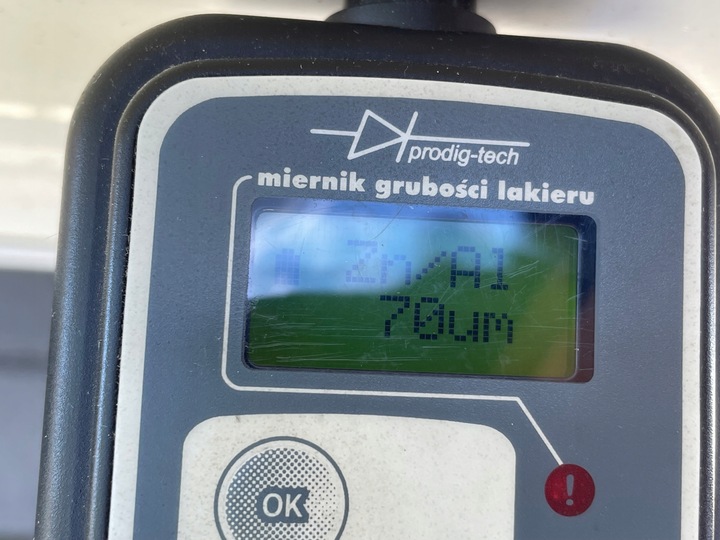 prodig-tech
miernik grubości lakieru
Zn/Al
70um
OK
!